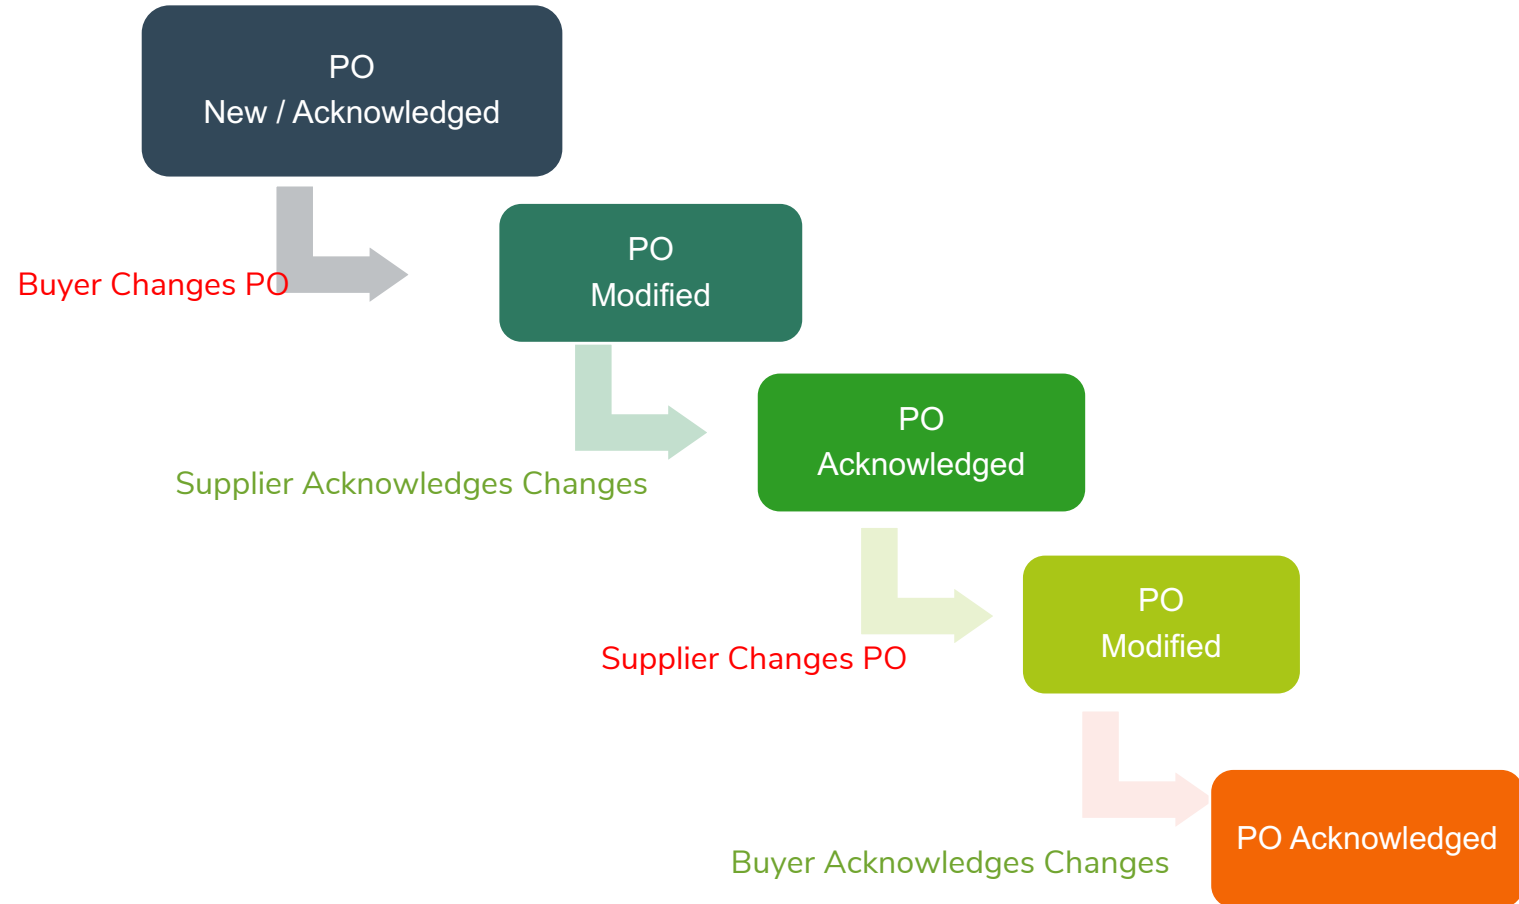 PO
New / Acknowledged
Buyer Changes PO
PO
Modified
Supplier Acknowledges Changes
PO
Acknowledged
Supplier Changes PO
PO
Modified
Buyer Acknowledges Changes
PO Acknowledged